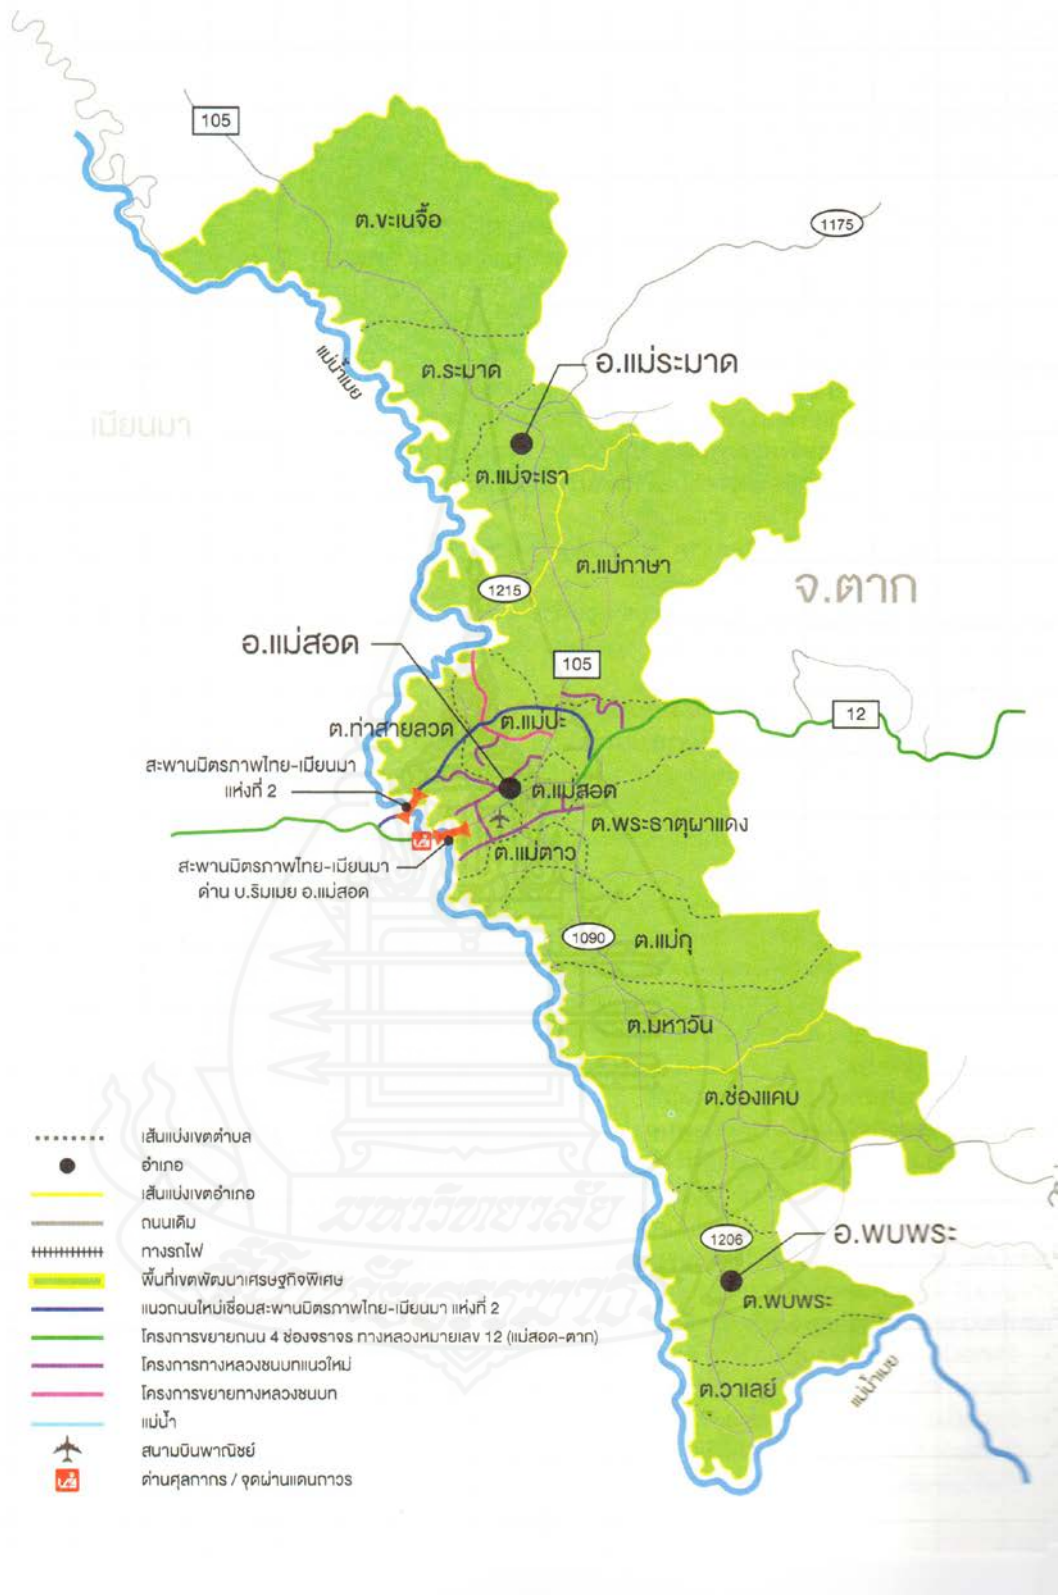 105
ต.ขะเนจื้อ
1175
แม่น้ำเมย
ต.ระมาด
อ.แม่ระมาด
เมียนมา
ต.แม่จะเรา
ต.แม่กาษา
1215
จ.ตาก
อ.แม่สอด
105
12
ต.แม่ปะ
ต.ท่าสายลวด
สะพานมิตรภาพไทย-เมียนมา
แห่งที่ 2
ต.แม่สอด
ต.พระธาตุผาแดง
ต.แม่ตาว
สะพานมิตรภาพไทย-เมียนมา
ด่าน บ.ริมเมย อ.แม่สอด
1090
ต.แม่กุ
ต.มหาวัน
ต.ช่องแคบ
1206
อ.พบพระ
ต.พบพระ
ต.วาเลย์
แม่น้ำเมย
เส้นแบ่งเขตตำบล
อำเภอ
เส้นแบ่งเขตอำเภอ
ถนนเดิม
ทางรถไฟ
พื้นที่เขตพัฒนาเศรษฐกิจพิเศษ
แนวถนนใหม่เชื่อมสะพานมิตรภาพไทย-เมียนมา แห่งที่ 2
โครงการขยายถนน 4 ช่องจราจร ทางหลวงหมายเลข 12 (แม่สอด-ตาก)
โครงการทางหลวงชนบทแนวใหม่
โครงการขยายทางหลวงชนบท
แม่น้ำ
สนามบินพาณิชย์
ด่านศุลกากร / จุดผ่านแดนถาวร
มหาวิทยาลัยสุโขทัยธรรมาธิราช